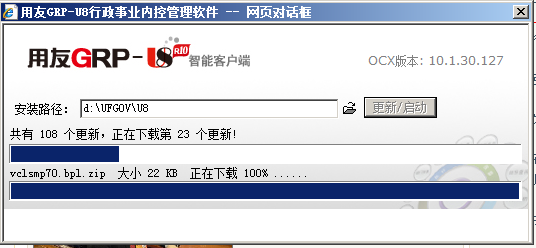 用友GRP-U8行政事业内控管理软件 -- 网页对话框
用友GRP-U8 R10 智能客户端
OCX版本: 10.1.30.127
安装路径: d:\UFGOV\U8 更新/启动
共有 108 个更新,正在下载第 23 个更新!
vclsmp70.bpl.zip 大小 22 KB 正在下载 100% ......